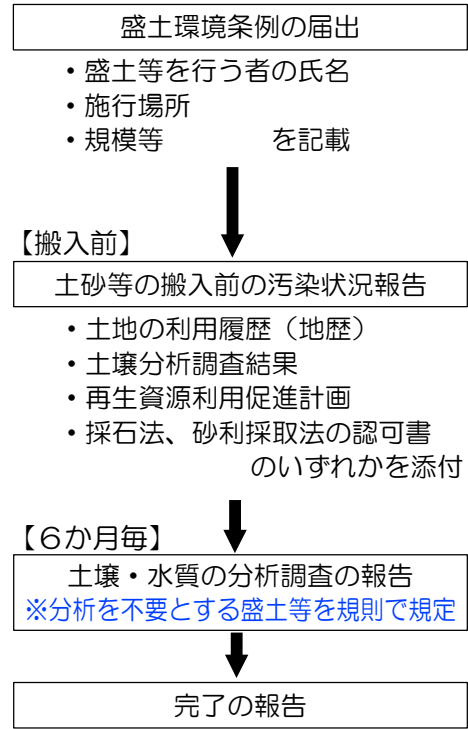 盛土環境条例の届出
・盛土等を行う者の氏名
・施行場所
・規模等　　　　を記載
【搬入前】
土砂等の搬入前の汚染状況報告
・土地の利用履歴（地歴）
・土壌分析調査結果
・再生資源利用促進計画
・採石法、砂利採取法の認可書
のいずれかを添付
【６か月毎】
土壌・水質の分析調査の報告
※分析を不要とする盛土等を規則で規定
完了の報告